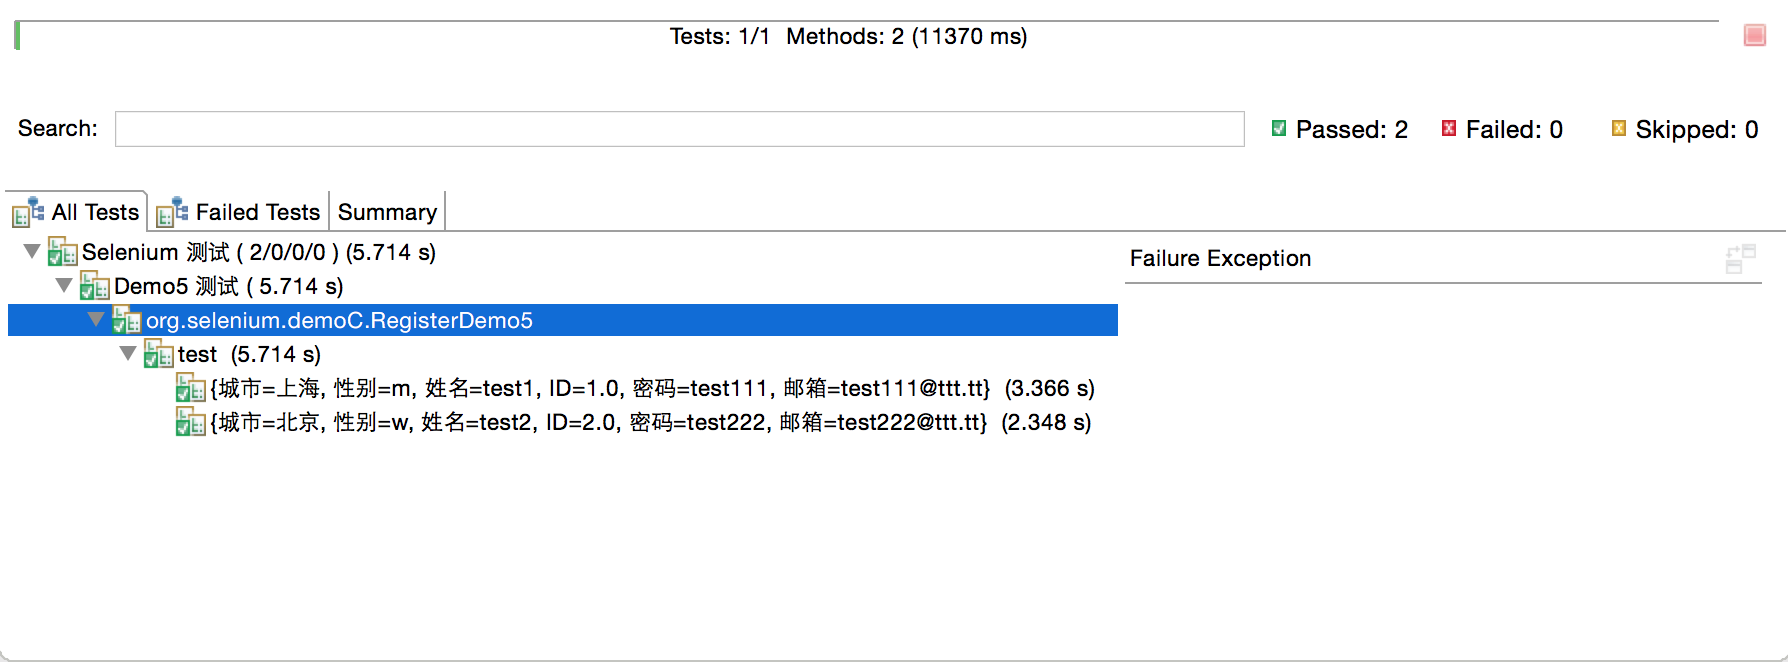 Tests: 1/1 Methods: 2 (11370 ms)
Search: Passed: 2 Failed: 0 Skipped: 0
All Tests Failed Tests Summary
Selenium 测试 ( 2/0/0/0 ) (5.714 s)
Failure Exception
Demo5 测试 ( 5.714 s)
org.selenium.demoC.RegisterDemo5
test (5.714 s)
{城市=上海, 性别=m, 姓名=test1, ID=1.0, 密码=test111, 邮箱=test111@ttt.tt} (3.366 s)
{城市=北京, 性别=w, 姓名=test2, ID=2.0, 密码=test222, 邮箱=test222@ttt.tt} (2.348 s)